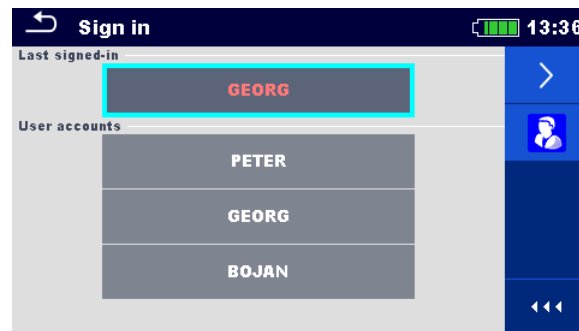 Sign in
13:36
Last signed-in
GEORG
User accounts
PETER
GEORG
BOJAN